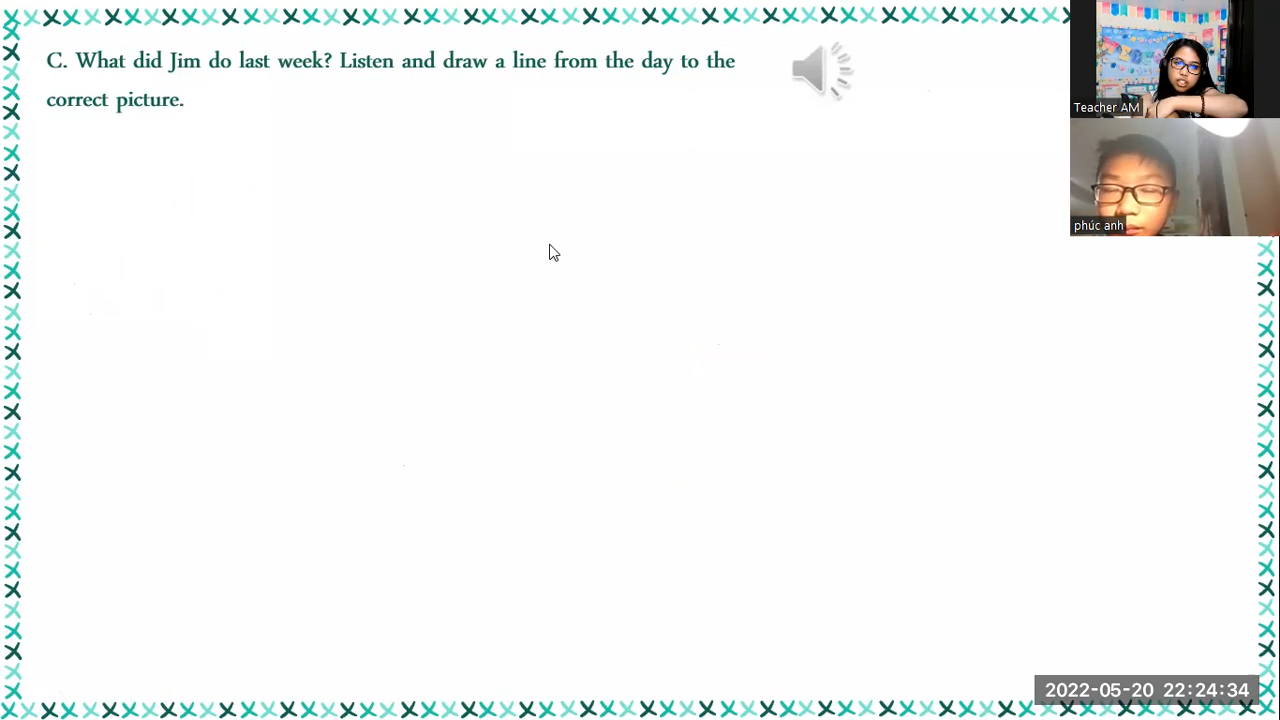 C. What did Jim do last week? Listen and draw a line from the day to the
correct picture.
Teacher AM
phúc anh
2022-05-20 22:24:34